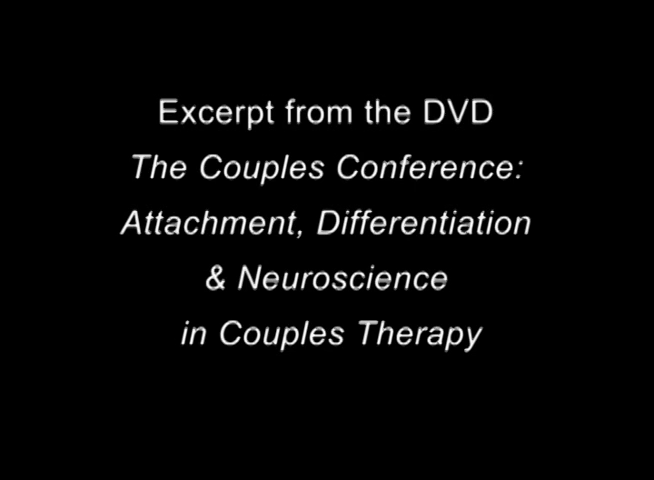 Excerpt from the DVD
The Couples Conference:
Attachment, Differentiation
& Neuroscience
in Couples Therapy